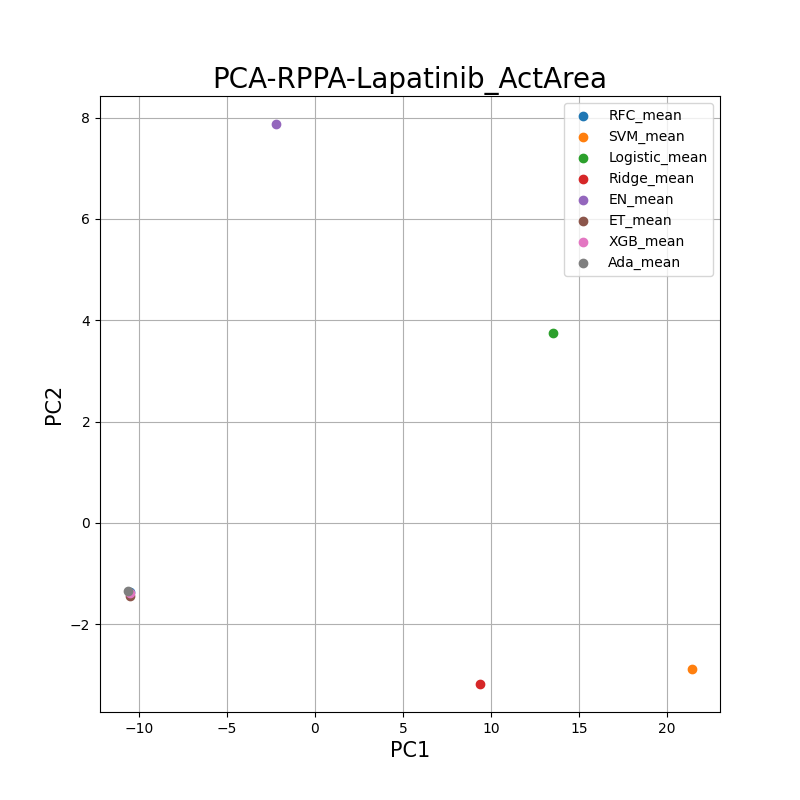 PCA-RPPA-Lapatinib_ActArea
RFC_mean
SVM_mean
Logistic_mean
Ridge_mean
EN_mean
ET_mean
XGB_mean
Ada_mean
8
6
4
2
0
−2
PC2
−10 −5 0 5 10 15 20
PC1